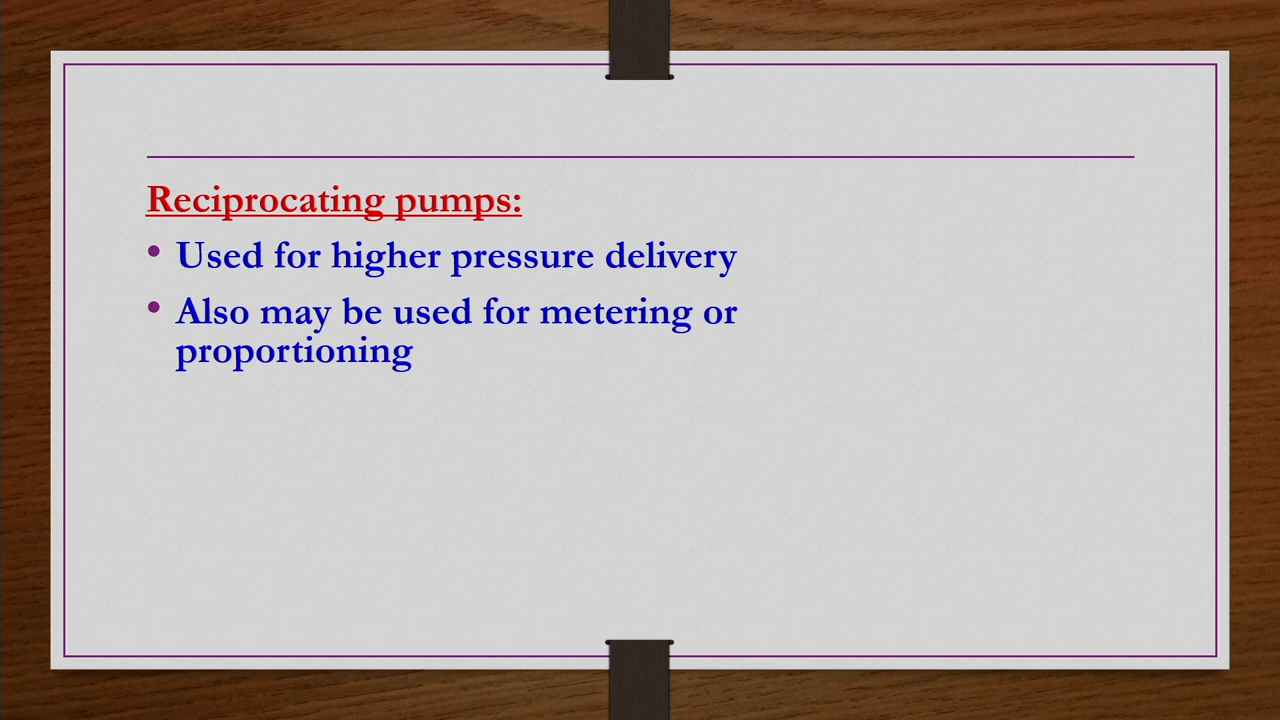 Reciprocating pumps:
• Used for higher pressure delivery
• Also may be used for metering or
proportioning